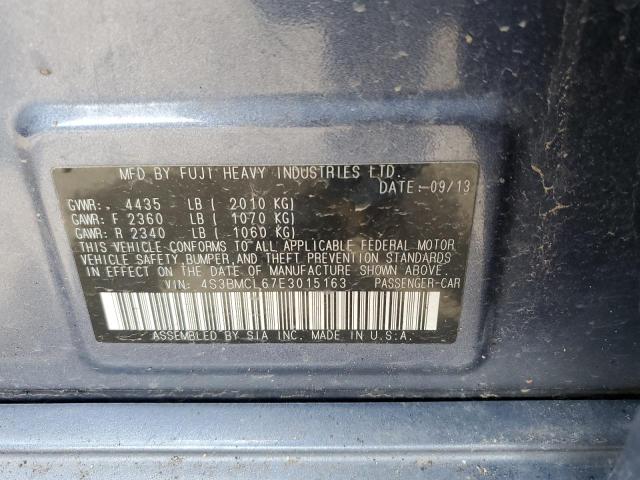 MFD. BY FUJI HEAVY INDUSTRIES LTD.
DATE: 09/13
GVWR: 4435 LB ( 2010 KG)
GAWR: F 2360 LB ( 1070 KG)
GAWR: R 2340 LB ( 1060 KG)
THIS VEHICLE CONFORMS TO ALL APPLICABLE FEDERAL MOTOR
VEHICLE SAFETY, BUMPER, AND THEFT PREVENTION STANDARDS
IN EFFECT ON THE DATE OF MANUFACTURE SHOWN ABOVE.
VIN: 4S3BMCL67E3015163 PASSENGER-CAR
ASSEMBLED BY SIA INC. MADE IN U.S.A.